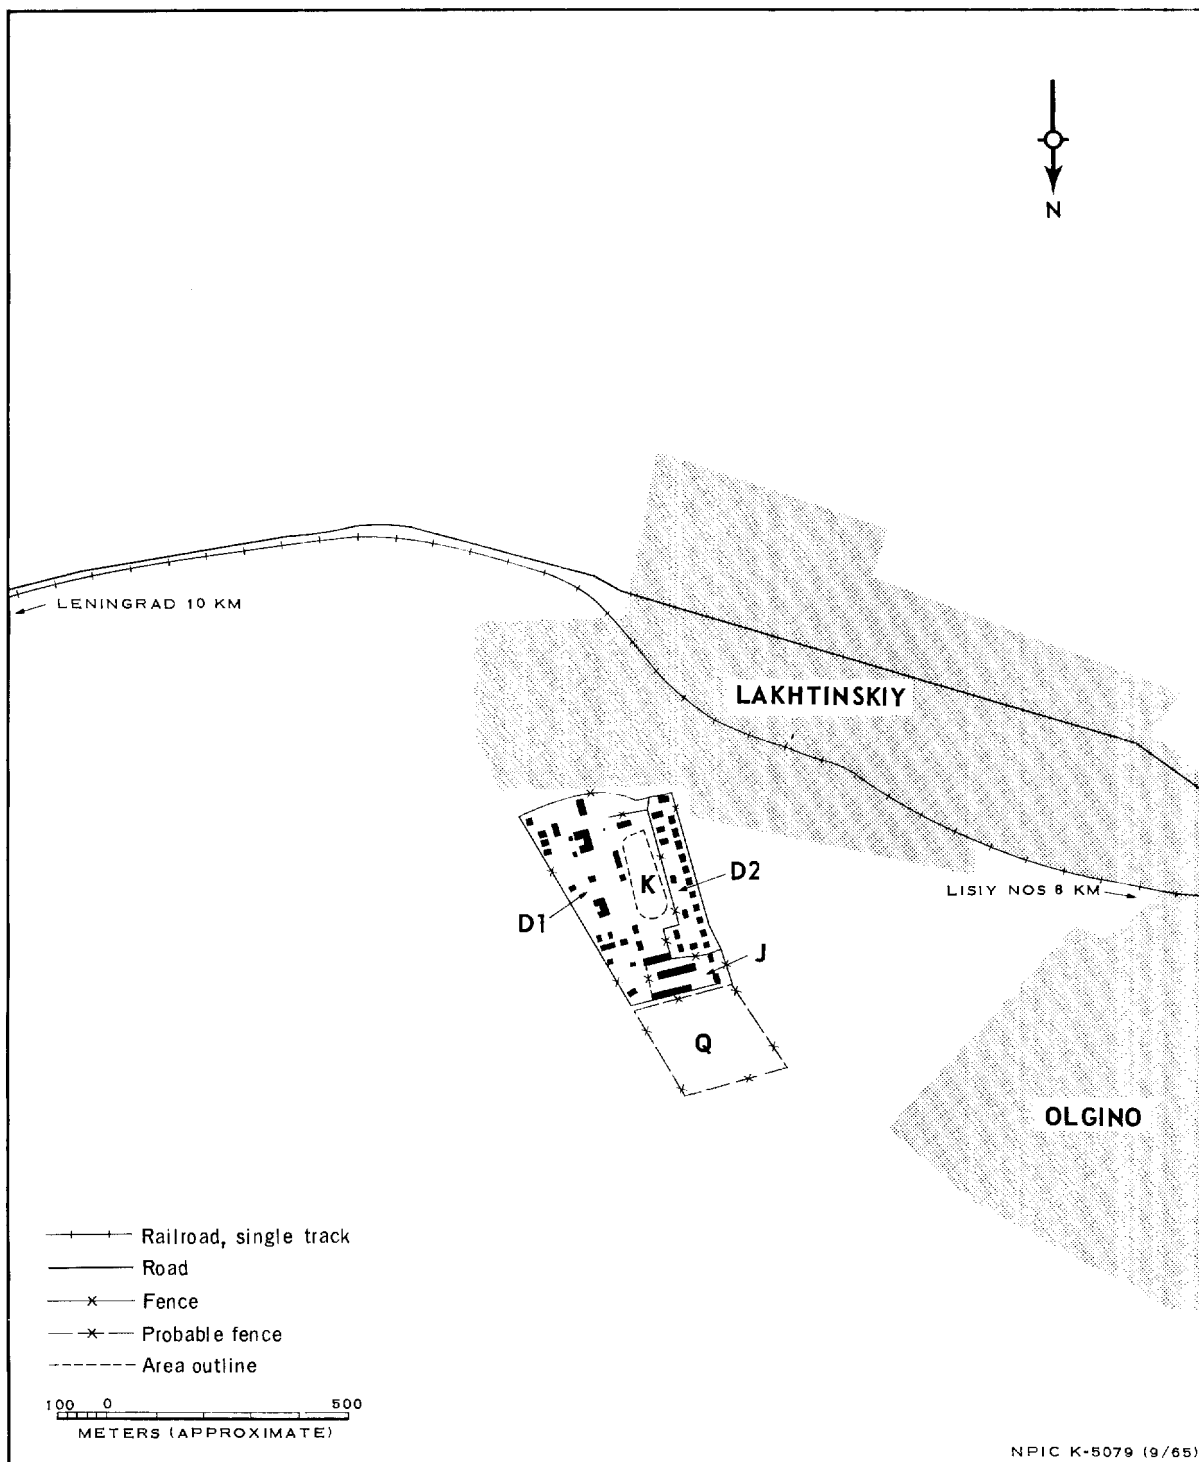 N
LENINGRAD 10 KM
LAKHTINSKIY
LISIY NOS 8 KM
K
D2
D1
J
Q
OLGINO
Railroad, single track
Road
Fence
Probable fence
Area outline
100 0 500
METERS (APPROXIMATE)
NPIC K-5079 (9/65)